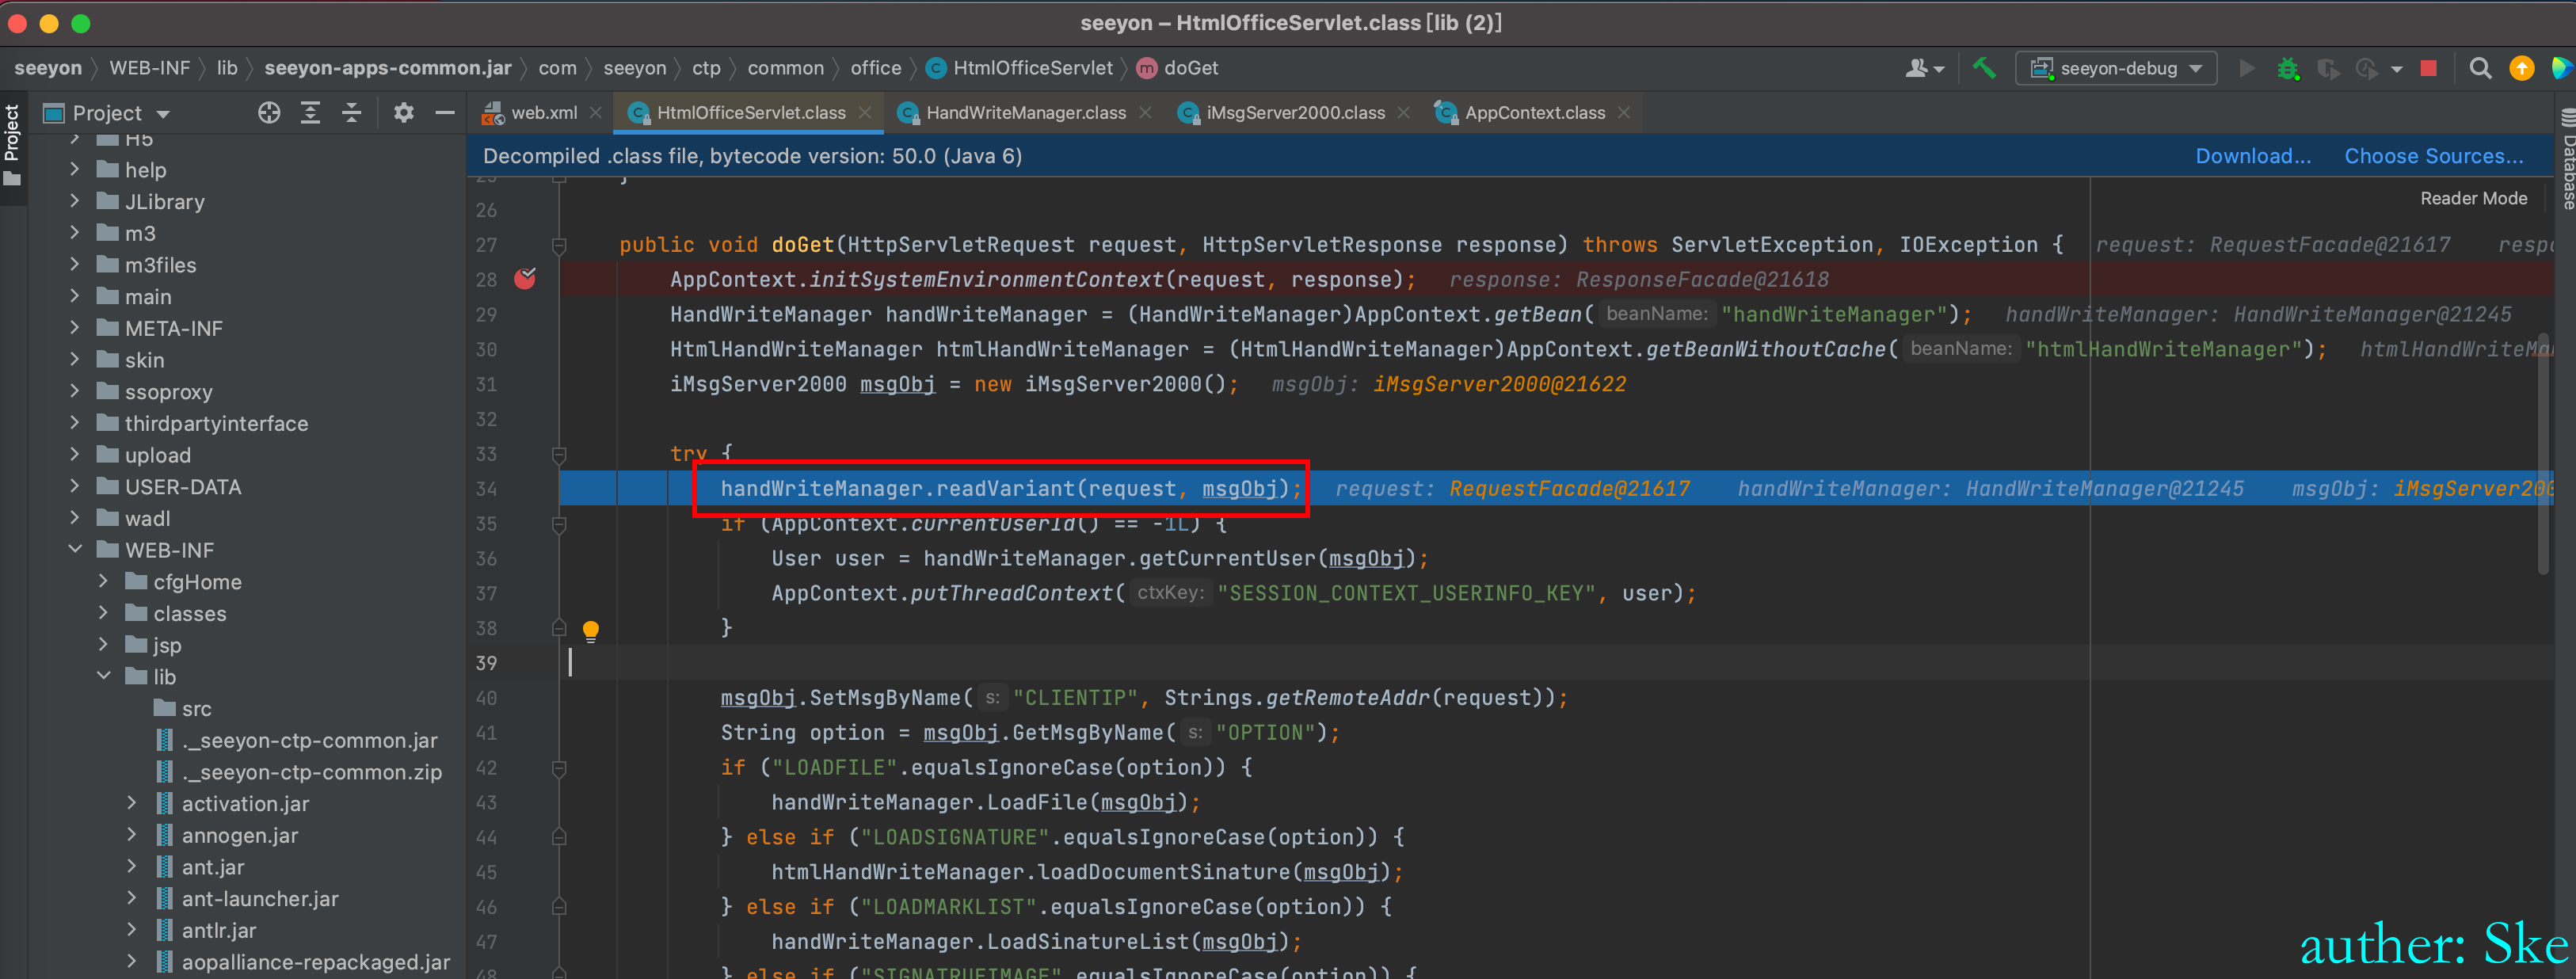 seeyon – HtmlOfficeServlet.class [lib (2)]
seeyon WEB-INF lib seeyon-apps-common.jar com seeyon ctp common office HtmlOfficeServlet m doGet
seeyon-debug
Project
Project
web.xml
HtmlOfficeServlet.class
HandWriteManager.class
iMsgServer2000.class
AppContext.class
Database
Decompiled .class file, bytecode version: 50.0 (Java 6)
Download...
Choose Sources...
Reader Mode
H5
help
JLibrary
m3
m3files
main
META-INF
skin
ssoproxy
thirdpartyinterface
upload
USER-DATA
wadl
WEB-INF
cfgHome
classes
jsp
lib
src
._seeyon-ctp-common.jar
._seeyon-ctp-common.zip
activation.jar
annogen.jar
ant.jar
ant-launcher.jar
antlr.jar
aopalliance-repackaged.jar
25 }
26
27 public void doGet(HttpServletRequest request, HttpServletResponse response) throws ServletException, IOException { request: RequestFacade@21617 respo
28 AppContext.initSystemEnvironmentContext(request, response); response: ResponseFacade@21618
29 HandWriteManager handWriteManager = (HandWriteManager)AppContext.getBean( beanName: "handWriteManager"); handWriteManager: HandWriteManager@21245
30 HtmlHandWriteManager htmlHandWriteManager = (HtmlHandWriteManager)AppContext.getBeanWithoutCache( beanName: "htmlHandWriteManager"); htmlHandWriteMa
31 iMsgServer2000 msgObj = new iMsgServer2000(); msgObj: iMsgServer2000@21622
32
33 try {
34 handWriteManager.readVariant(request, msgObj); request: RequestFacade@21617 handWriteManager: HandWriteManager@21245 msgObj: iMsgServer200
35 if (AppContext.currentUserId() == -1L) {
36 User user = handWriteManager.getCurrentUser(msgObj);
37 AppContext.putThreadContext( ctxKey: "SESSION_CONTEXT_USERINFO_KEY", user);
38 }
39
40 msgObj.SetMsgByName( s: "CLIENTIP", Strings.getRemoteAddr(request));
41 String option = msgObj.GetMsgByName( s: "OPTION");
42 if ("LOADFILE".equalsIgnoreCase(option)) {
43 handWriteManager.LoadFile(msgObj);
44 } else if ("LOADSIGNATURE".equalsIgnoreCase(option)) {
45 htmlHandWriteManager.loadDocumentSinature(msgObj);
46 } else if ("LOADMARKLIST".equalsIgnoreCase(option)) {
47 handWriteManager.LoadSinatureList(msgObj);
48 } else if ("SIGNATRUEIMAGE".equalsIgnoreCase(option)) {
auther: Ske